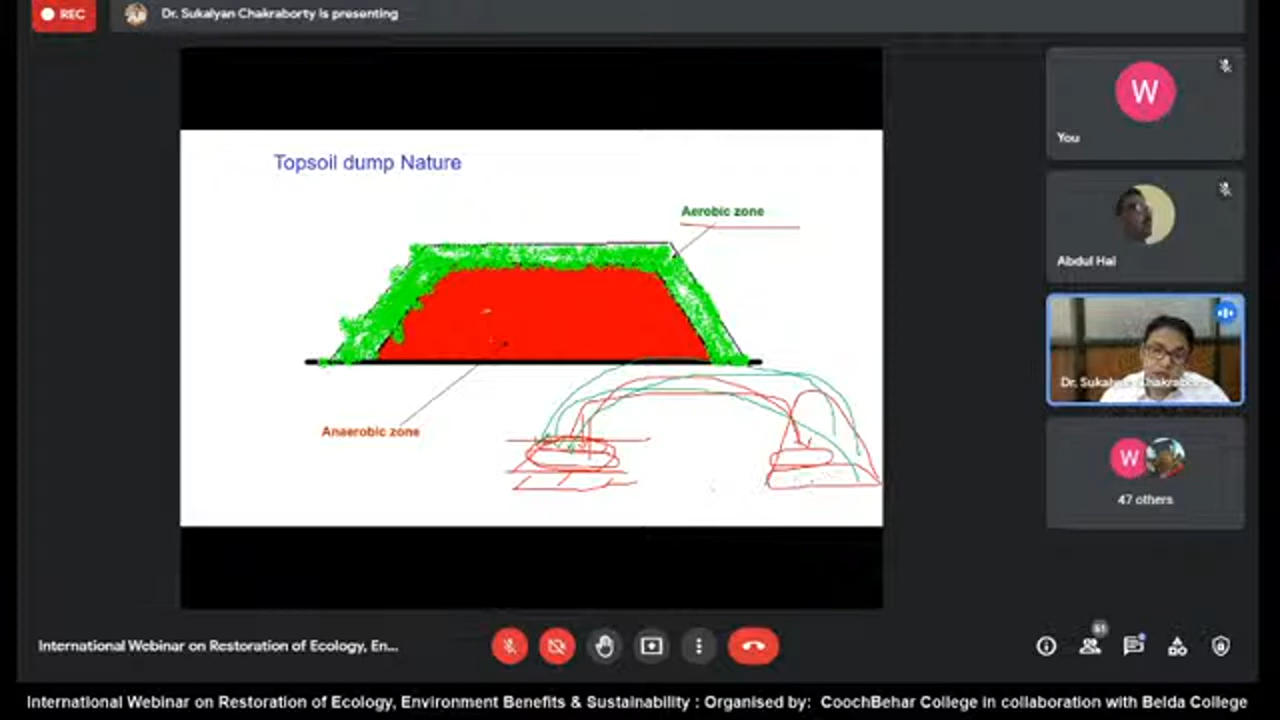 REC
Dr. Sukalyan Chakraborty is presenting
W
You
Topsoil dump Nature
Aerobic zone
Abdul Hai
Anaerobic zone
W
47 others
International Webinar on Restoration of Ecology, En...
51
International Webinar on Restoration of Ecology, Environment Benefits & Sustainability : Organised by: CoochBehar College in collaboration with Belda College